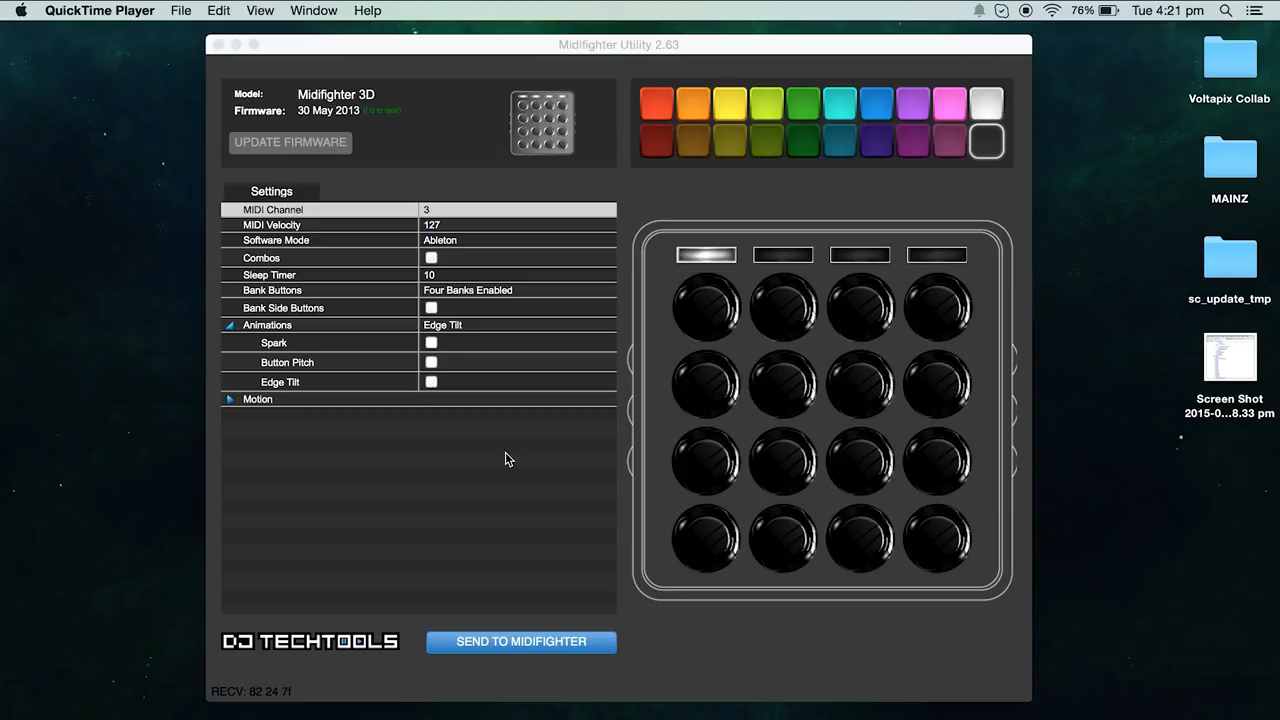 QuickTime Player File Edit View Window Help 76% Tue 4:21 pm
Midifighter Utility 2.63
Model: Midifighter 3D
Firmware: 30 May 2013 (Up to date)
UPDATE FIRMWARE
Settings
MIDI Channel 3
MIDI Velocity 127
Software Mode Ableton
Combos
Sleep Timer 10
Bank Buttons Four Banks Enabled
Bank Side Buttons
Animations Edge Tilt
Spark
Button Pitch
Edge Tilt
Motion
DJ TECHTOOLS
SEND TO MIDIFIGHTER
RECV: 82 24 7f
Voltapix Collab
MAINZ
sc_update_tmp
Screen Shot
2015-0...8.33 pm